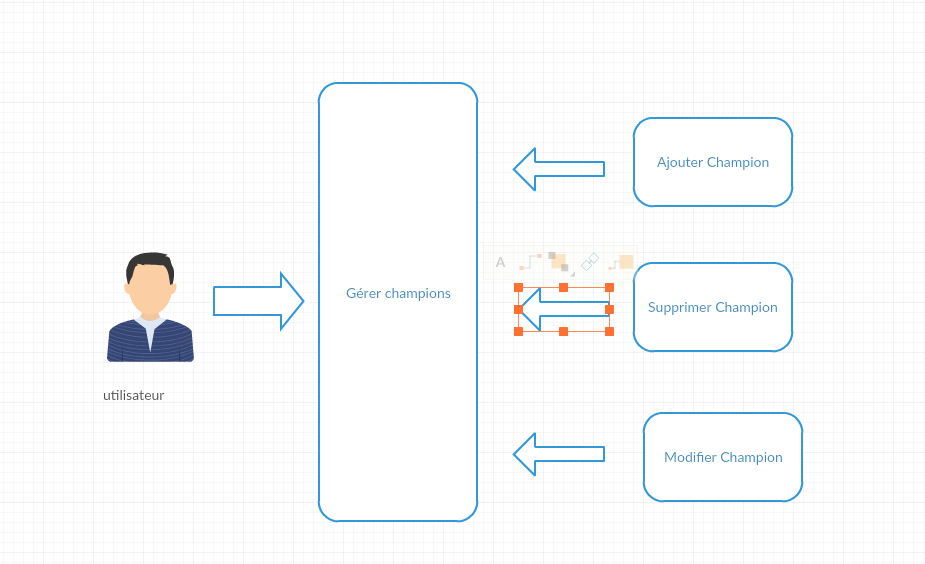 Ajouter Champion
A
Gérer champions
Supprimer Champion
utilisateur
Modifier Champion